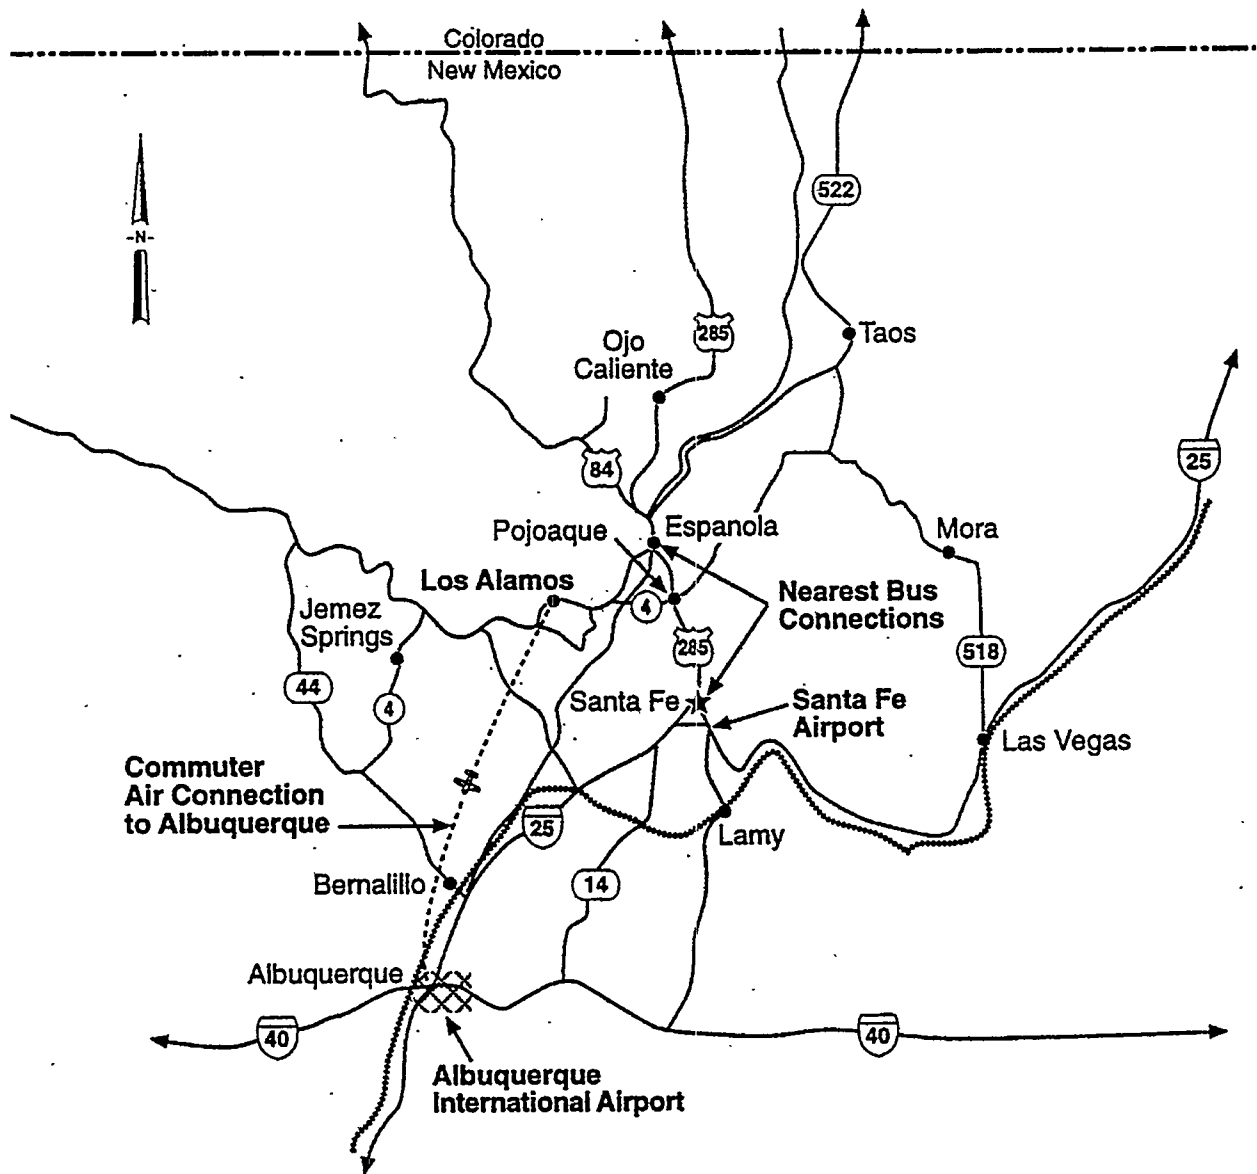 Colorado
New Mexico
-N-
522
285
Ojo
Caliente
Taos
25
84
Pojoaque
Espanola
Mora
Los Alamos
Nearest Bus
Connections
Jemez
Springs
4
285
518
44
4
Santa Fe
Santa Fe
Airport
Las Vegas
Commuter
Air Connection
to Albuquerque
25
Lamy
Bernalillo
14
Albuquerque
40
40
Albuquerque
International Airport